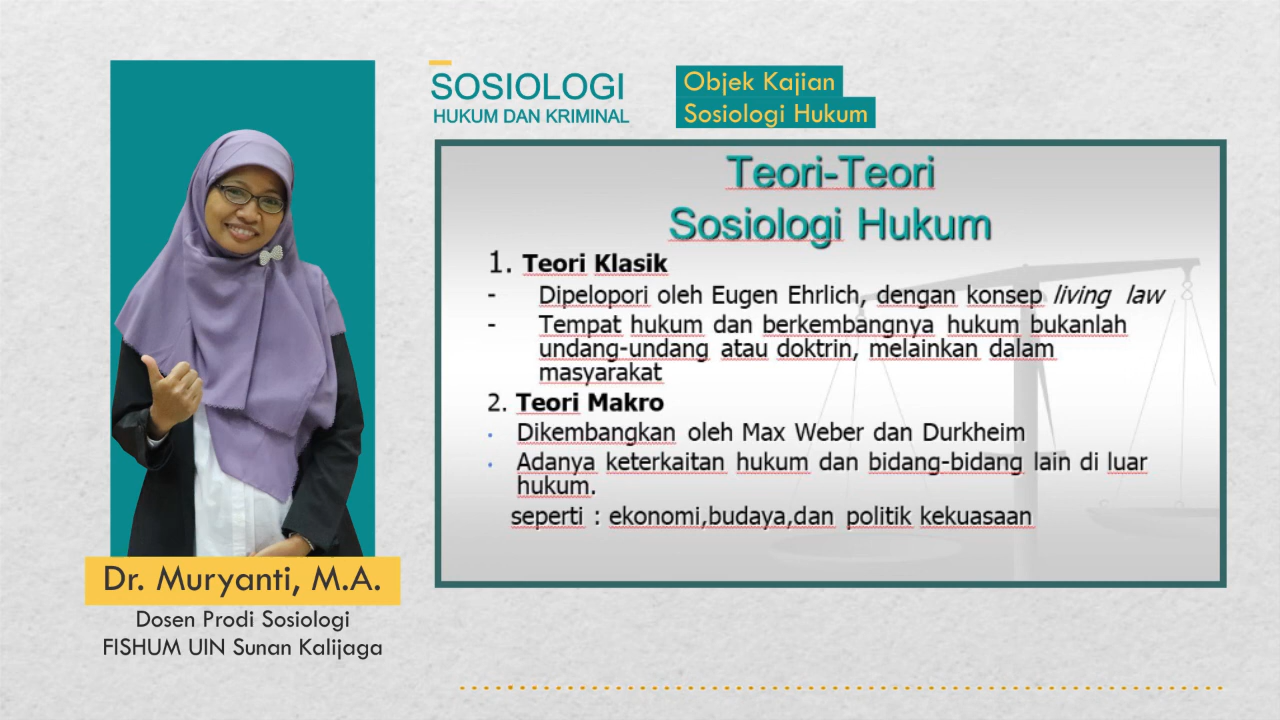 SOSIOLOGI
HUKUM DAN KRIMINAL
Objek Kajian
Sosiologi Hukum
Teori-Teori
Sosiologi Hukum
1. Teori Klasik
- Dipelopori oleh Eugen Ehrlich, dengan konsep living law
- Tempat hukum dan berkembangnya hukum bukanlah
undang-undang atau doktrin, melainkan dalam
masyarakat
2. Teori Makro
• Dikembangkan oleh Max Weber dan Durkheim
• Adanya keterkaitan hukum dan bidang-bidang lain di luar
hukum.
seperti : ekonomi,budaya,dan politik kekuasaan
Dr. Muryanti, M.A.
Dosen Prodi Sosiologi
FISHUM UIN Sunan Kalijaga